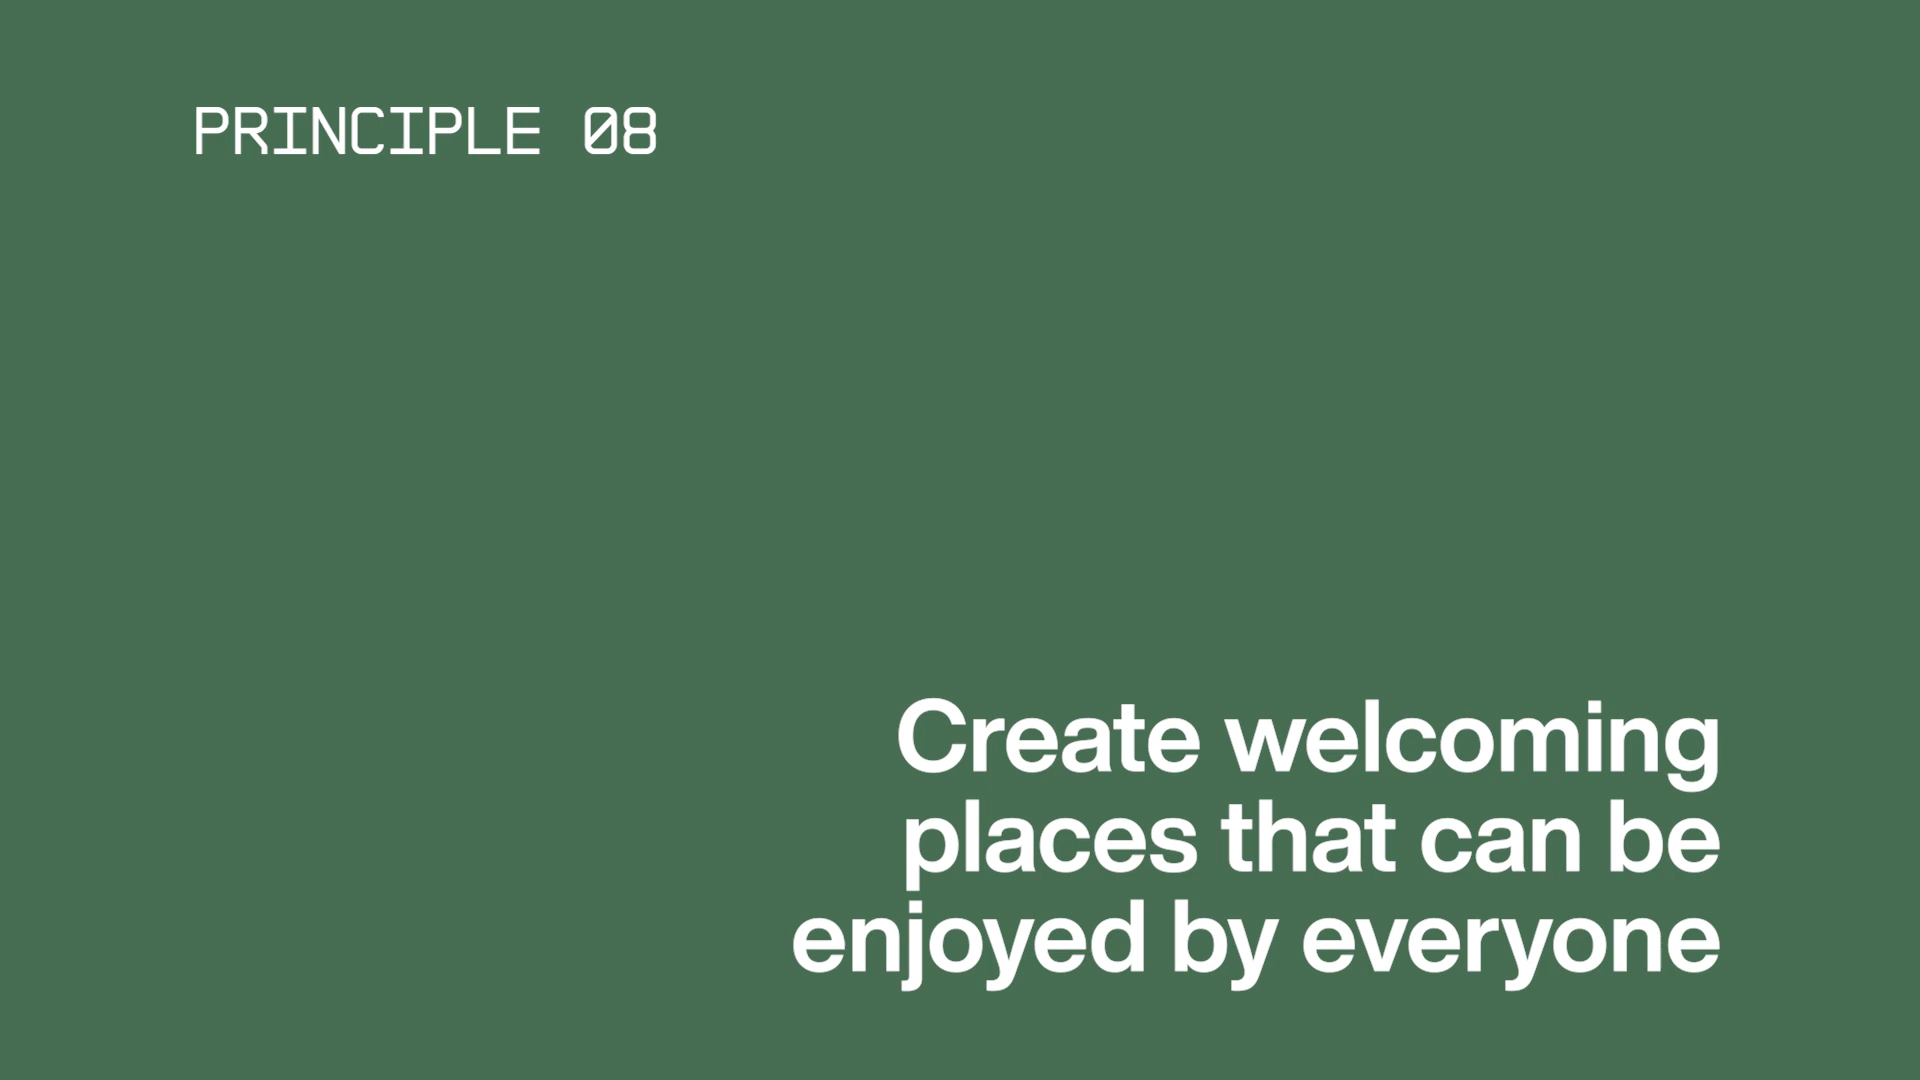 PRINCIPLE 08
Create welcoming
places that can be
enjoyed by everyone